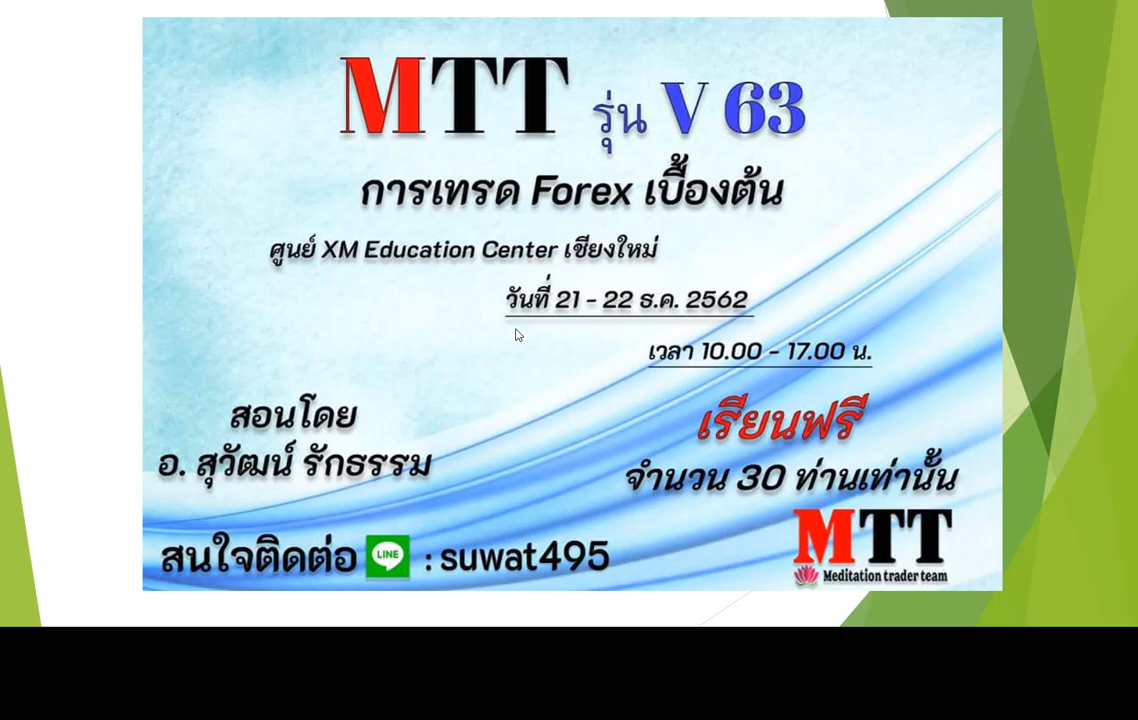 MTT รุ่น V 63
การเทรด Forex เบื้องต้น
ศูนย์ XM Education Center เชียงใหม่
วันที่ 21 - 22 ธ.ค. 2562
เวลา 10.00 - 17.00 น.
สอนโดย
อ. สุวัฒน์ รักธรรม
เรียนฟรี
จำนวน 30 ท่านเท่านั้น
สนใจติดต่อ LINE : suwat495
MTT
Meditation trader team